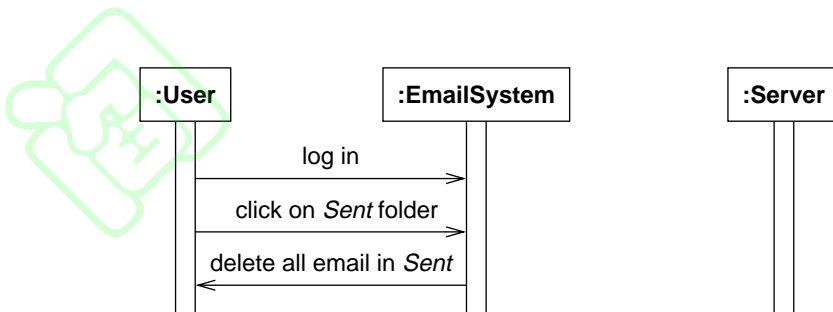 :User
:EmailSystem
:Server
log in
click on Sent folder
delete all email in Sent